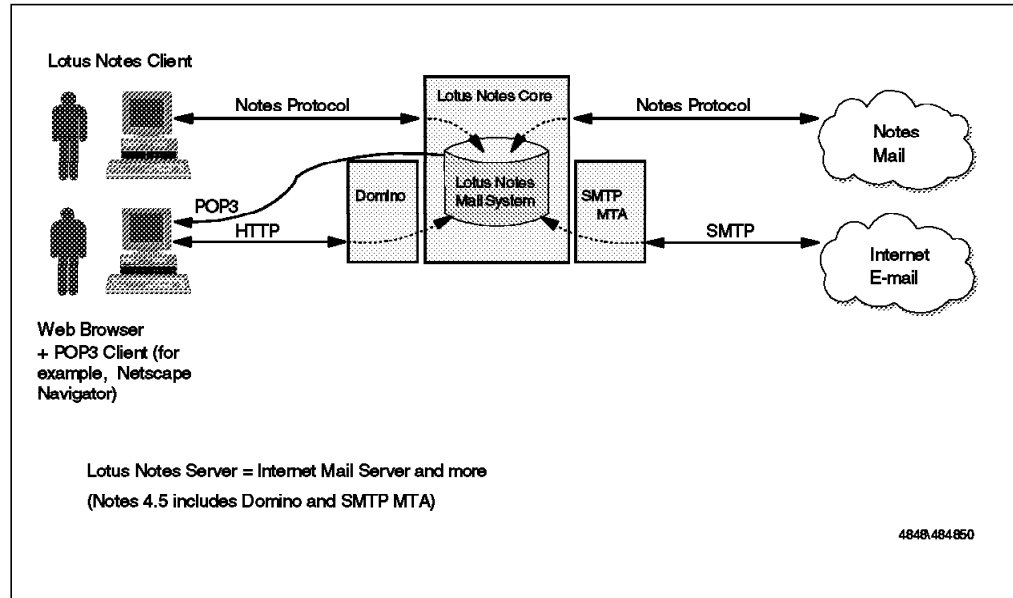 Lotus Notes Client
Notes Protocol
Lotus Notes Core
Notes Protocol
Notes
Mail
Domino
Lotus Notes
Mail System
SMTP
MTA
POP3
HTTP
SMTP
Internet
E-mail
Web Browser
+ POP3 Client (for
example, Netscape
Navigator)
Lotus Notes Server = Internet Mail Server and more
(Notes 4.5 includes Domino and SMTP MTA)
4848\484850